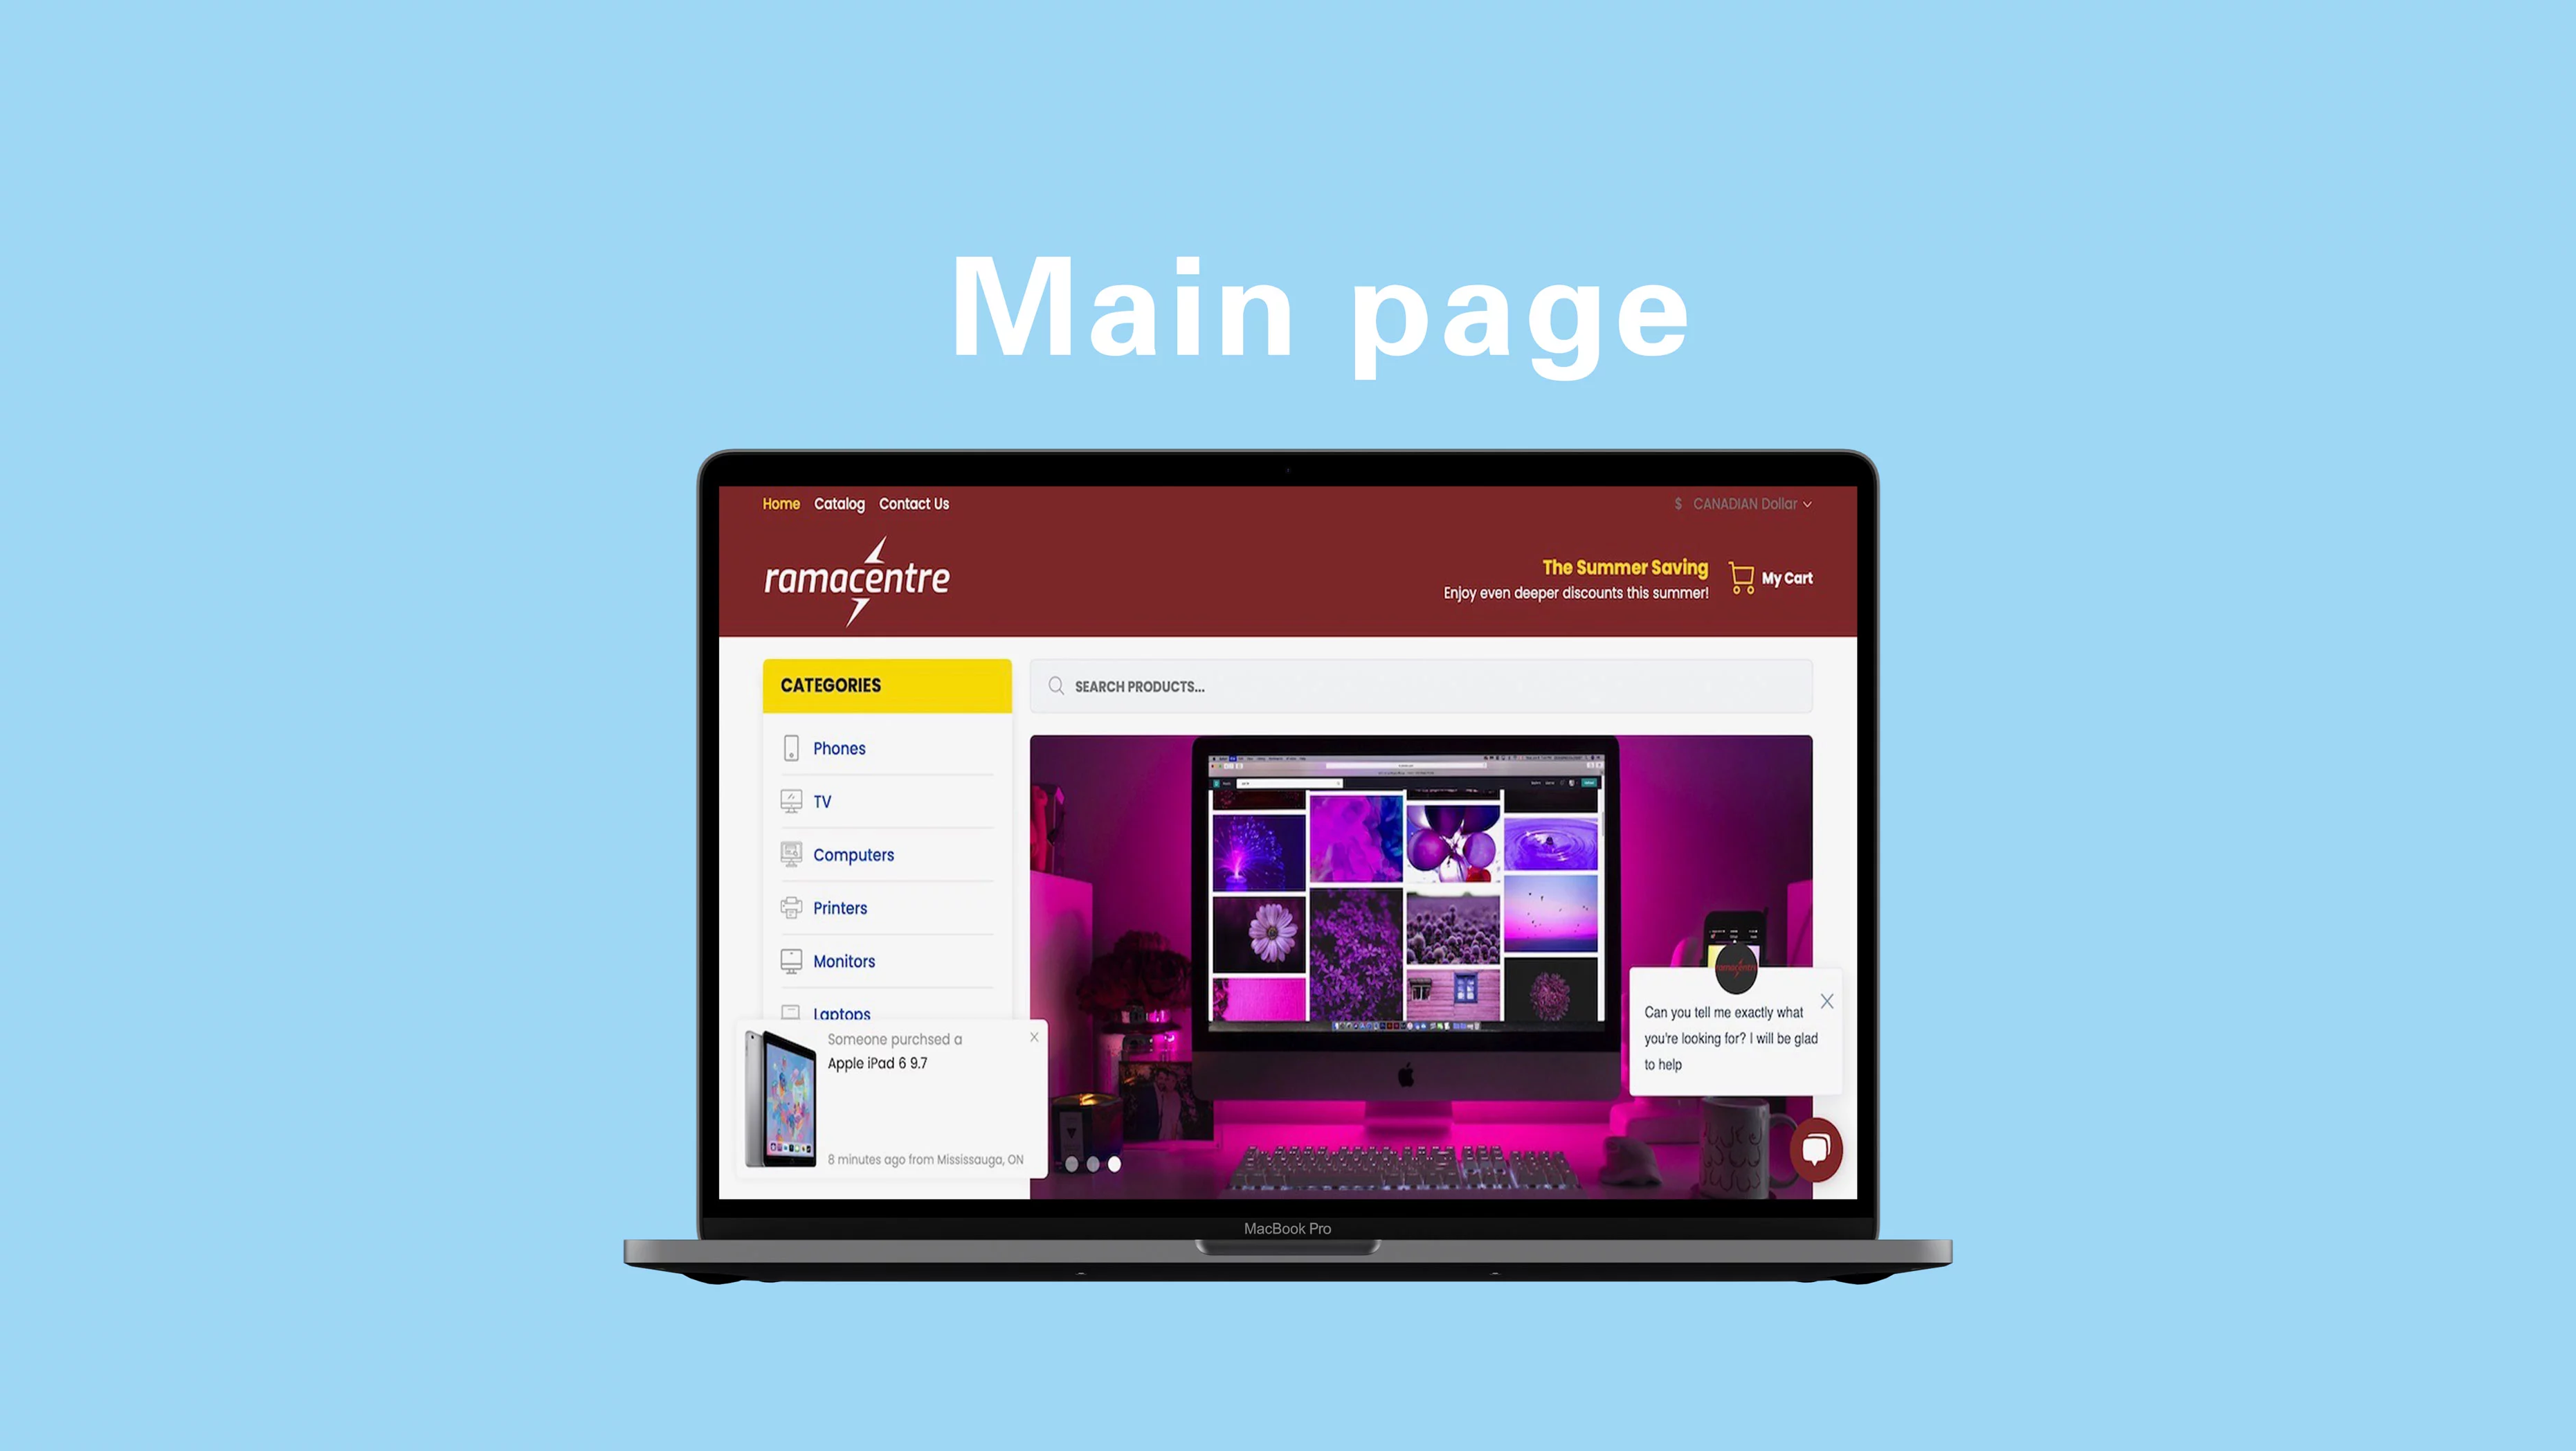 Main page
Home Catalog Contact Us
$ CANADIAN Dollar
ramacentre
The Summer Saving
Enjoy even deeper discounts this summer!
My Cart
CATEGORIES
SEARCH PRODUCTS...
Phones
TV
Computers
Printers
Monitors
Laptops
Someone purchsed a
Apple iPad 6 9.7
8 minutes ago from Mississauga, ON
ramacentre
Can you tell me exactly what
you're looking for? I will be glad
to help
MacBook Pro